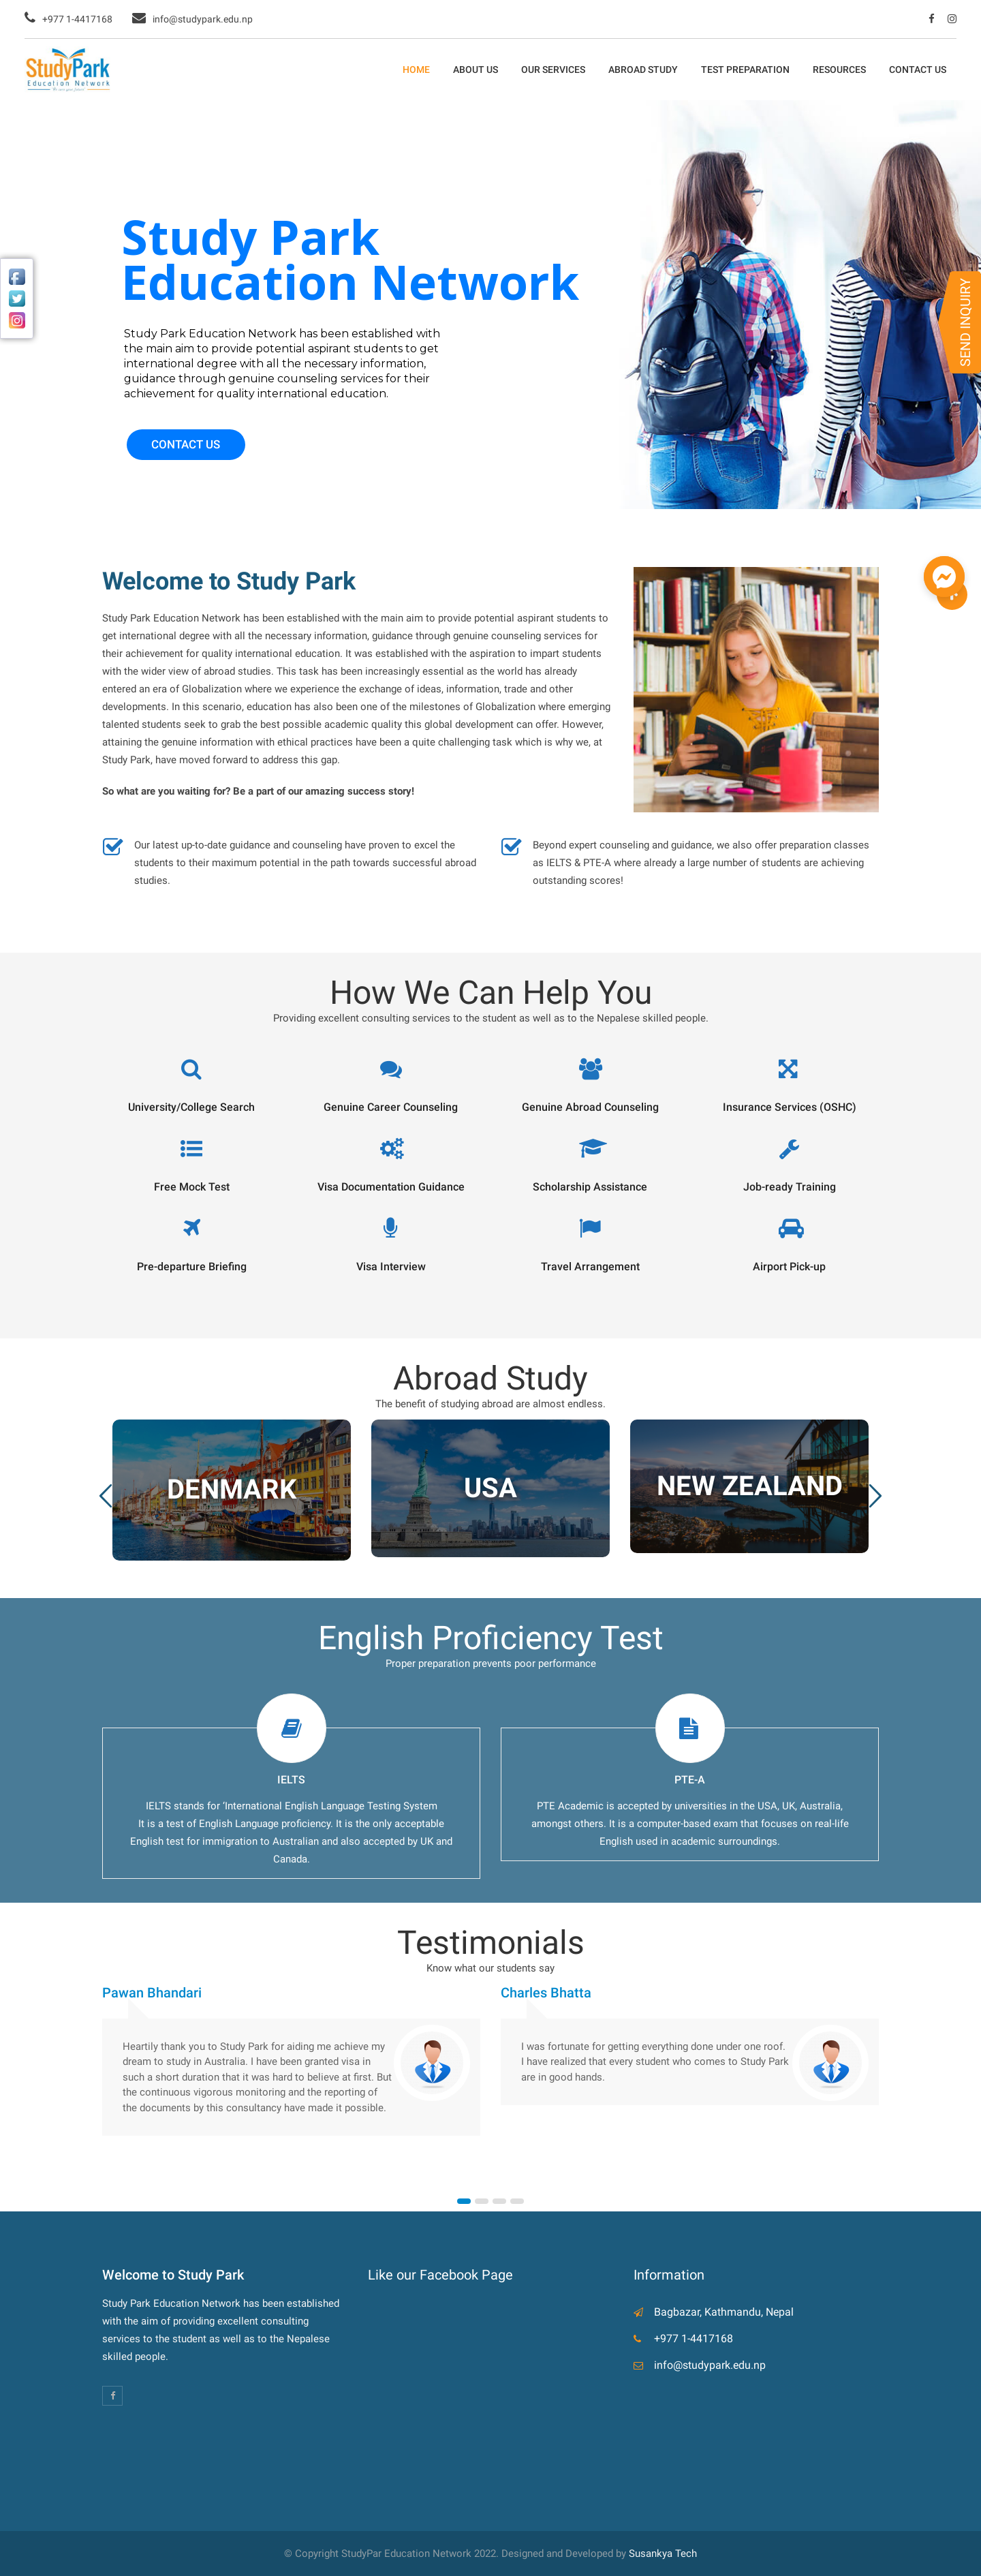 +977 1-4417168 info@studypark.edu.np
StudyPark
Education Network
HOME ABOUT US OUR SERVICES ABROAD STUDY TEST PREPARATION RESOURCES CONTACT US
Study Park
Education Network
Study Park Education Network has been established with
the main aim to provide potential aspirant students to get
international degree with all the necessary information,
guidance through genuine counseling services for their
achievement for quality international education.
CONTACT US
SEND INQUIRY
Welcome to Study Park
Study Park Education Network has been established with the main aim to provide potential aspirant students to
get international degree with all the necessary information, guidance through genuine counseling services for
their achievement for quality international education. It was established with the aspiration to impart students
with the wider view of abroad studies. This task has been increasingly essential as the world has already
entered an era of Globalization where we experience the exchange of ideas, information, trade and other
developments. In this scenario, education has also been one of the milestones of Globalization where emerging
talented students seek to grab the best possible academic quality this global development can offer. However,
attaining the genuine information with ethical practices have been a quite challenging task which is why we, at
Study Park, have moved forward to address this gap.
So what are you waiting for? Be a part of our amazing success story!
Our latest up-to-date guidance and counseling have proven to excel the
students to their maximum potential in the path towards successful abroad
studies.
Beyond expert counseling and guidance, we also offer preparation classes
as IELTS & PTE-A where already a large number of students are achieving
outstanding scores!
How We Can Help You
Providing excellent consulting services to the student as well as to the Nepalese skilled people.
University/College Search Genuine Career Counseling Genuine Abroad Counseling Insurance Services (OSHC)
Free Mock Test Visa Documentation Guidance Scholarship Assistance Job-ready Training
Pre-departure Briefing Visa Interview Travel Arrangement Airport Pick-up
Abroad Study
The benefit of studying abroad are almost endless.
DENMARK USA NEW ZEALAND
English Proficiency Test
Proper preparation prevents poor performance
IELTS
IELTS stands for 'International English Language Testing System
It is a test of English Language proficiency. It is the only acceptable
English test for immigration to Australian and also accepted by UK and
Canada.
PTE-A
PTE Academic is accepted by universities in the USA, UK, Australia,
amongst others. It is a computer-based exam that focuses on real-life
English used in academic surroundings.
Testimonials
Know what our students say
Pawan Bhandari
Heartily thank you to Study Park for aiding me achieve my
dream to study in Australia. I have been granted visa in
such a short duration that it was hard to believe at first. But
the continuous vigorous monitoring and the reporting of
the documents by this consultancy have made it possible.
Charles Bhatta
I was fortunate for getting everything done under one roof.
I have realized that every student who comes to Study Park
are in good hands.
Welcome to Study Park
Study Park Education Network has been established
with the aim of providing excellent consulting
services to the student as well as to the Nepalese
skilled people.
Like our Facebook Page
Information
Bagbazar, Kathmandu, Nepal
+977 1-4417168
info@studypark.edu.np
© Copyright StudyPar Education Network 2022. Designed and Developed by Susankya Tech